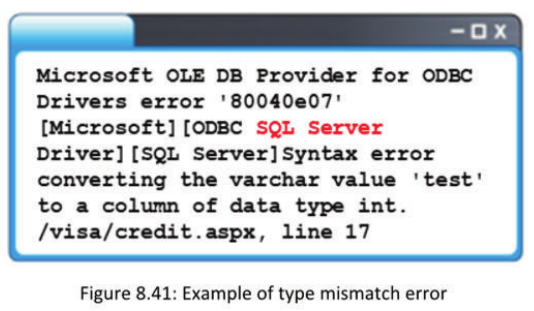 Microsoft OLE DB Provider for ODBC
Drivers error '80040e07'
[Microsoft][ODBC SQL Server
Driver][SQL Server]Syntax error
converting the varchar value 'test'
to a column of data type int.
/visa/credit.aspx, line 17
Figure 8.41: Example of type mismatch error